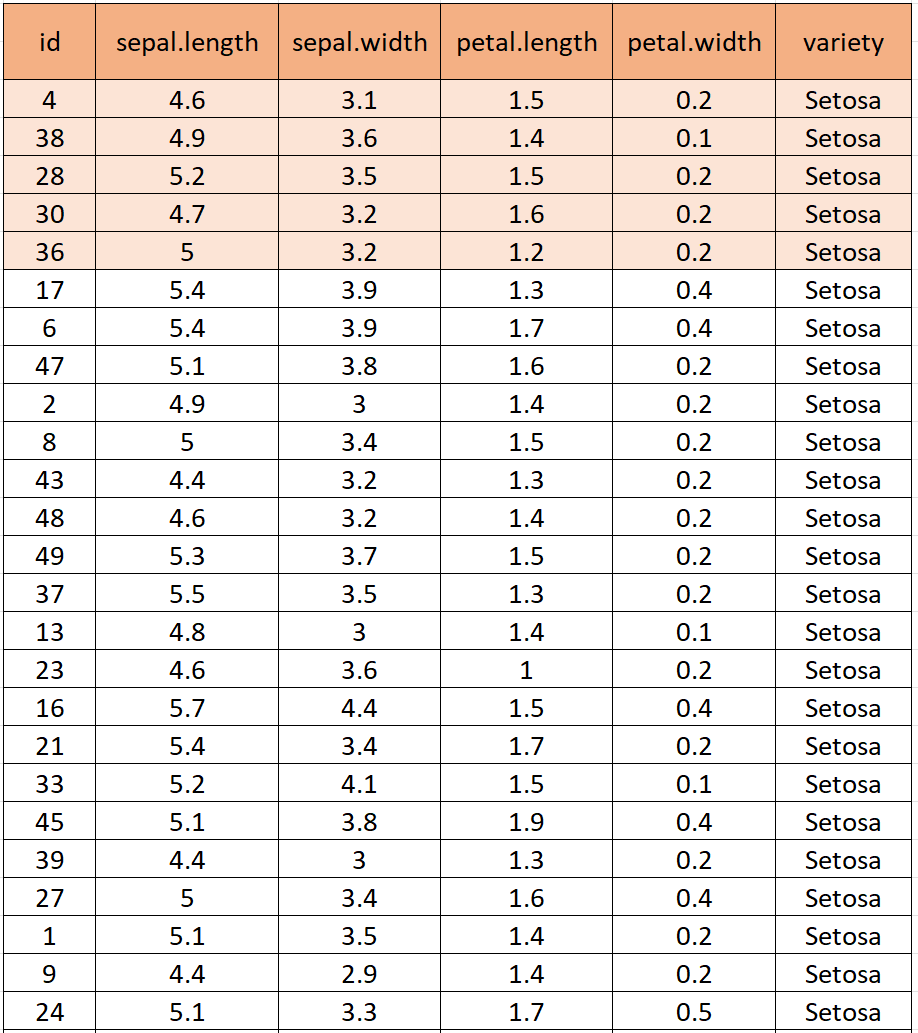 id sepal.length sepal.width petal.length petal.width variety
4 4.6 3.1 1.5 0.2 Setosa
38 4.9 3.6 1.4 0.1 Setosa
28 5.2 3.5 1.5 0.2 Setosa
30 4.7 3.2 1.6 0.2 Setosa
36 5 3.2 1.2 0.2 Setosa
17 5.4 3.9 1.3 0.4 Setosa
6 5.4 3.9 1.7 0.4 Setosa
47 5.1 3.8 1.6 0.2 Setosa
2 4.9 3 1.4 0.2 Setosa
8 5 3.4 1.5 0.2 Setosa
43 4.4 3.2 1.3 0.2 Setosa
48 4.6 3.2 1.4 0.2 Setosa
49 5.3 3.7 1.5 0.2 Setosa
37 5.5 3.5 1.3 0.2 Setosa
13 4.8 3 1.4 0.1 Setosa
23 4.6 3.6 1 0.2 Setosa
16 5.7 4.4 1.5 0.4 Setosa
21 5.4 3.4 1.7 0.2 Setosa
33 5.2 4.1 1.5 0.1 Setosa
45 5.1 3.8 1.9 0.4 Setosa
39 4.4 3 1.3 0.2 Setosa
27 5 3.4 1.6 0.4 Setosa
1 5.1 3.5 1.4 0.2 Setosa
9 4.4 2.9 1.4 0.2 Setosa
24 5.1 3.3 1.7 0.5 Setosa